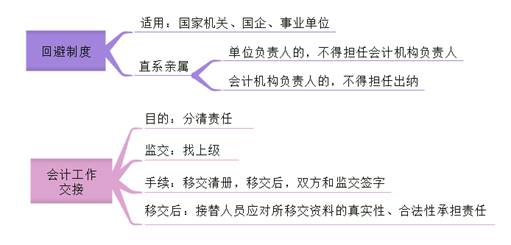 回避制度
适用：国家机关、国企、事业单位
直系亲属
单位负责人的，不得担任会计机构负责人
会计机构负责人的，不得担任出纳
会计工作
交接
目的：分清责任
监交：找上级
手续：移交清册，移交后，双方和监交签字
移交后：接替人员应对所移交资料的真实性、合法性承担责任